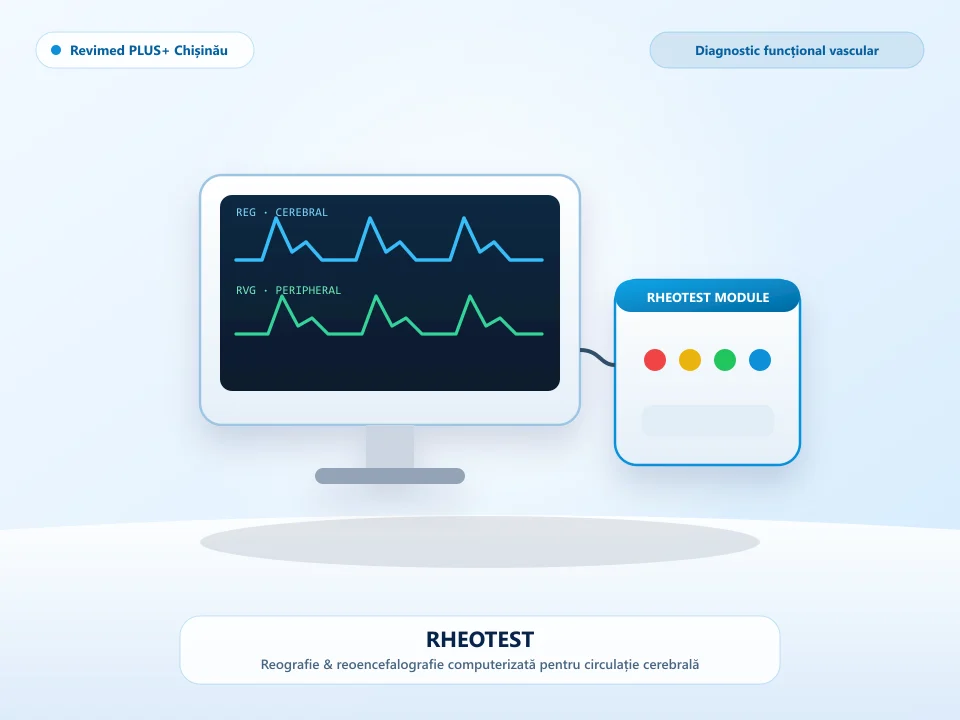 Revimed PLUS+ Chișinău
Diagnostic funcțional vascular
REG · CEREBRAL
RVG · PERIPHERAL
RHEOTEST MODULE
RHEOTEST
Reografie & reoencefalografie computerizată pentru circulație cerebrală